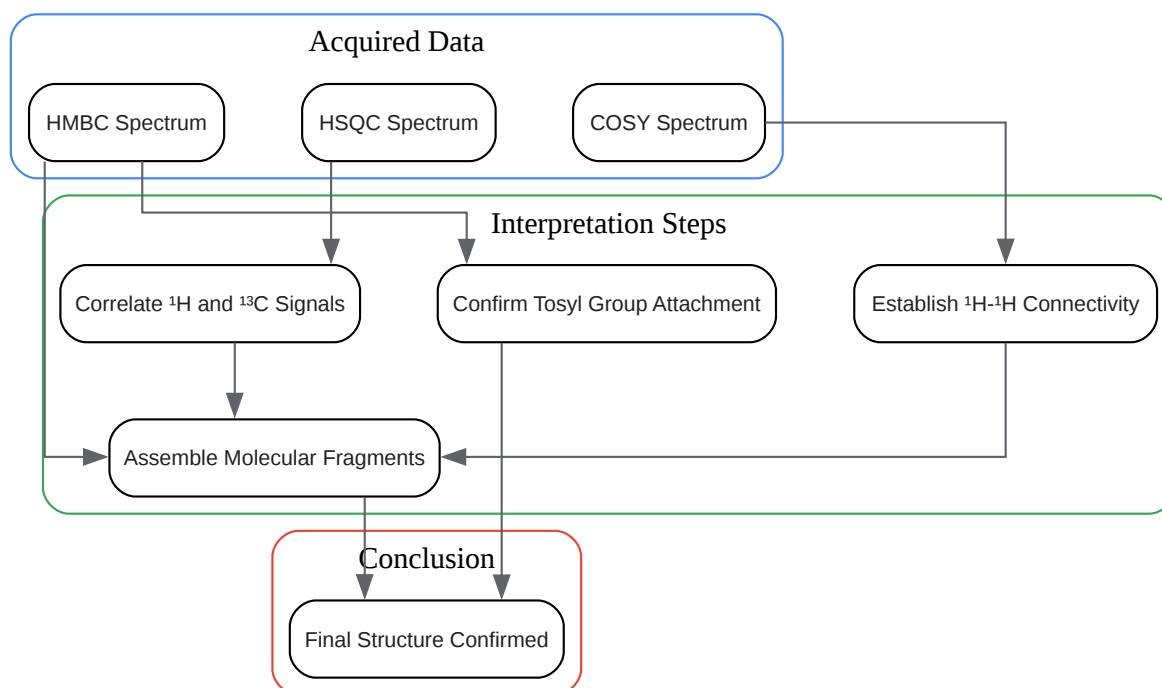 Acquired Data
HMBC Spectrum
HSQC Spectrum
COSY Spectrum
Interpretation Steps
Correlate ¹H and ¹³C Signals
Confirm Tosyl Group Attachment
Establish ¹H-¹H Connectivity
Assemble Molecular Fragments
Conclusion
Final Structure Confirmed